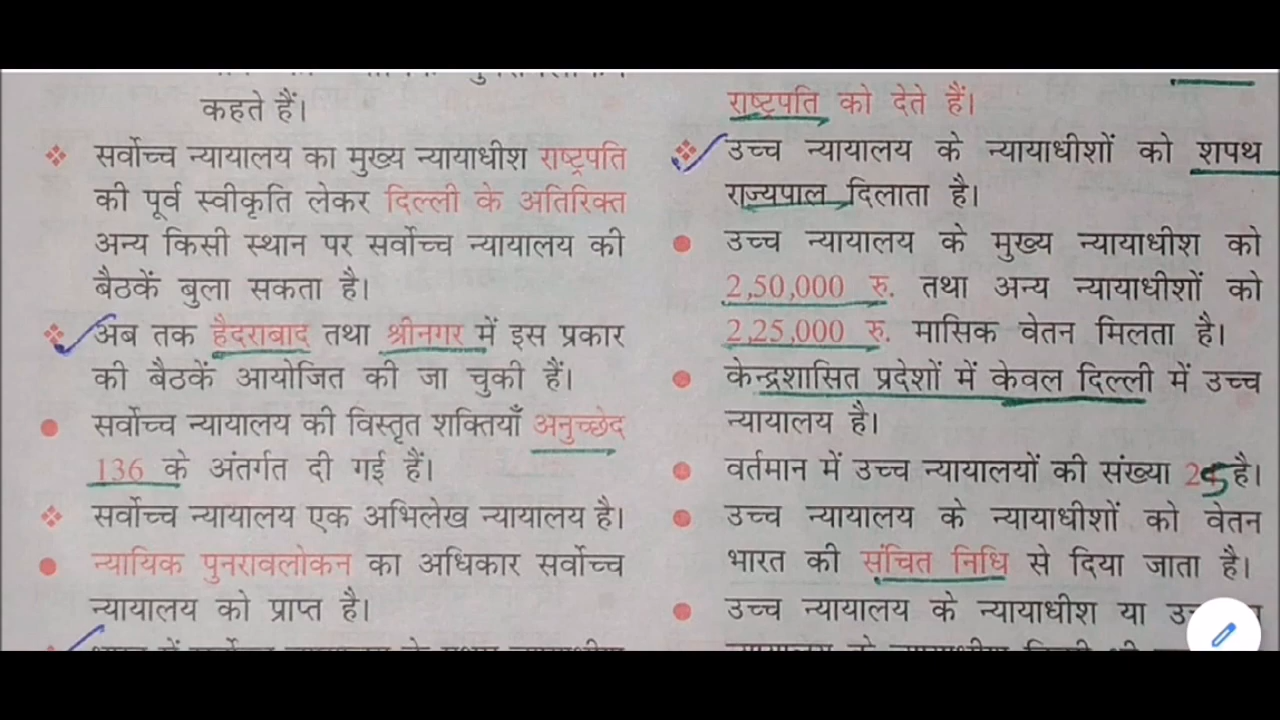 कहते हैं।
सर्वोच्च न्यायालय का मुख्य न्यायाधीश राष्ट्रपति
की पूर्व स्वीकृति लेकर दिल्ली के अतिरिक्त
अन्य किसी स्थान पर सर्वोच्च न्यायालय की
बैठकें बुला सकता है।
अब तक हैदराबाद तथा श्रीनगर में इस प्रकार
की बैठकें आयोजित की जा चुकी हैं।
सर्वोच्च न्यायालय की विस्तृत शक्तियाँ अनुच्छेद
136 के अंतर्गत दी गई हैं।
सर्वोच्च न्यायालय एक अभिलेख न्यायालय है।
न्यायिक पुनरावलोकन का अधिकार सर्वोच्च
न्यायालय को प्राप्त है।
राष्ट्रपति को देते हैं।
उच्च न्यायालय के न्यायाधीशों को शपथ
राज्यपाल दिलाता है।
उच्च न्यायालय के मुख्य न्यायाधीश को
2,50,000 रु. तथा अन्य न्यायाधीशों को
2,25,000 रु. मासिक वेतन मिलता है।
केन्द्रशासित प्रदेशों में केवल दिल्ली में उच्च
न्यायालय है।
वर्तमान में उच्च न्यायालयों की संख्या 25 है।
उच्च न्यायालय के न्यायाधीशों को वेतन
भारत की संचित निधि से दिया जाता है।
उच्च न्यायालय के न्यायाधीश या